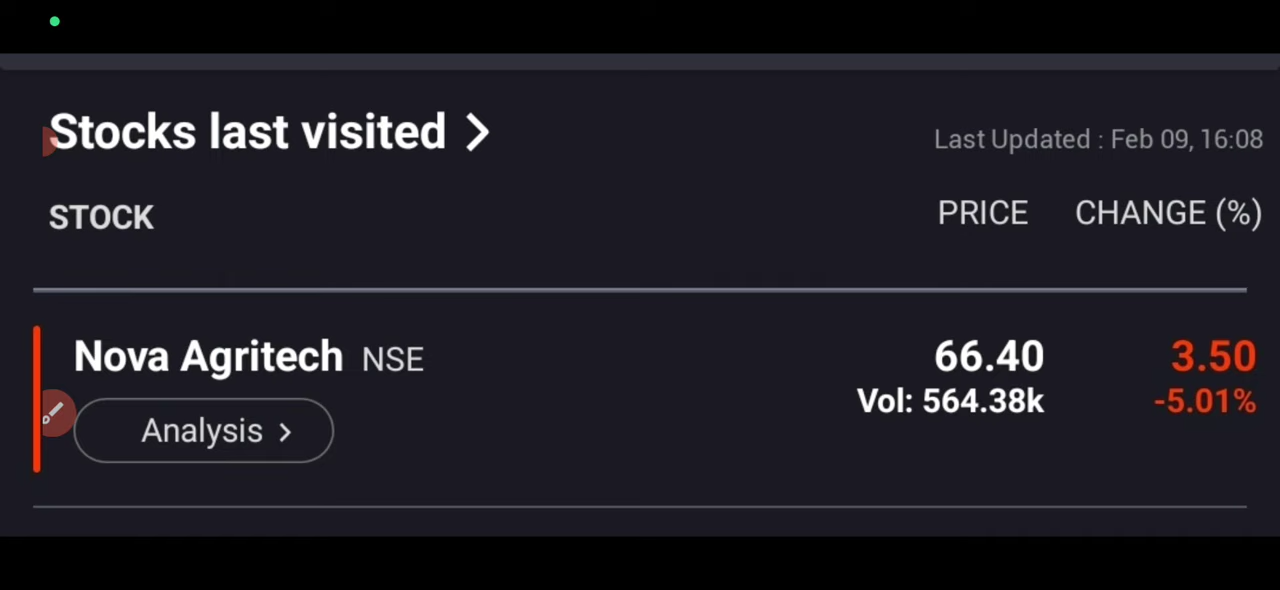 Stocks last visited
Last Updated : Feb 09, 16:08
STOCK PRICE CHANGE (%)
Nova Agritech NSE 66.40 3.50
Vol: 564.38k -5.01%
Analysis